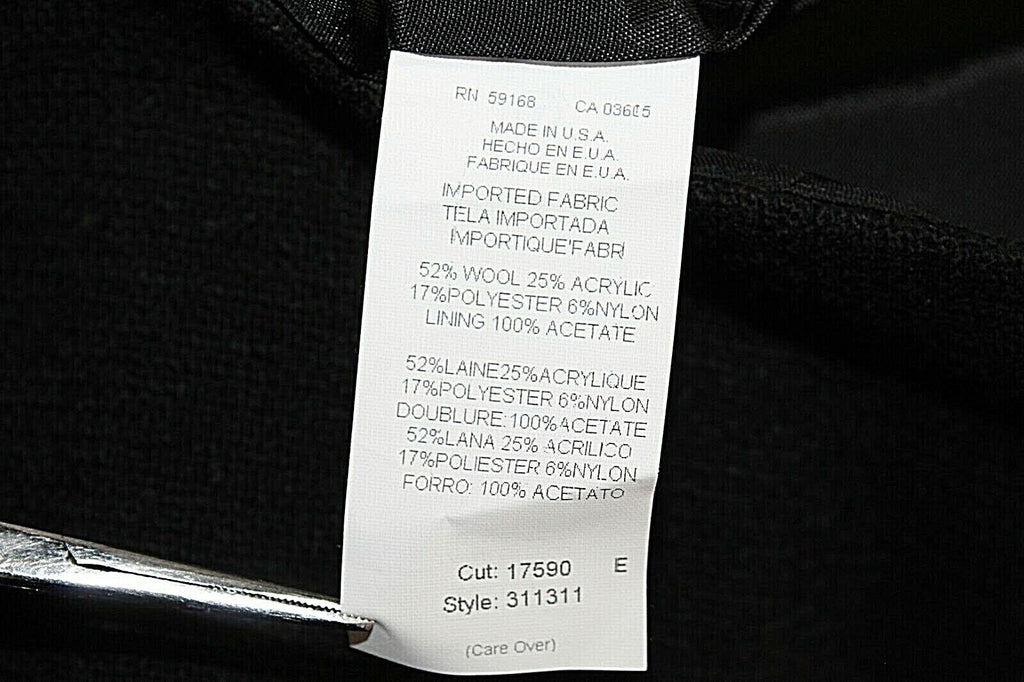 RN 59168 CA 03665
MADE IN U.S.A.
HECHO EN E.U.A.
FABRIQUE EN E.U.A.
IMPORTED FABRIC
TELA IMPORTADA
IMPORTIQUE'FABRI
52% WOOL 25% ACRYLIC
17%POLYESTER 6%NYLON
LINING 100% ACETATE
52%LAINE25%ACRYLIQUE
17%POLYESTER 6%NYLON
DOUBLURE:100%ACETATE
52%LANA 25% ACRILICO
17%POLIESTER 6%NYLON
FORRO: 100% ACETATO
Cut: 17590 E
Style: 311311
(Care Over)